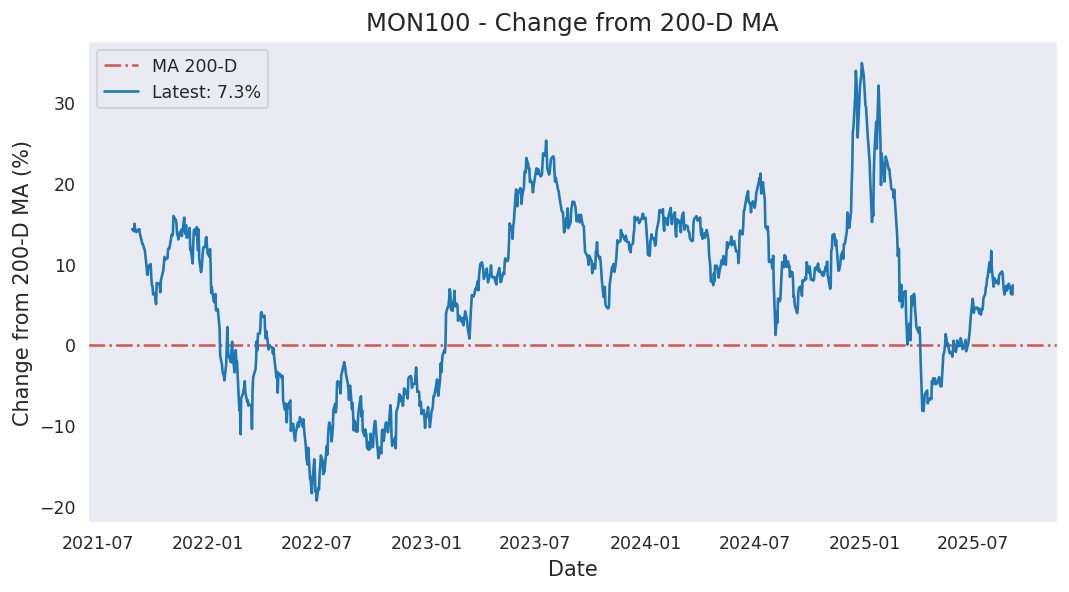 MON100 - Change from 200-D MA
MA 200-D
Latest: 7.3%
Change from 200-D MA (%)
30
20
10
0
−10
−20
2021-07 2022-01 2022-07 2023-01 2023-07 2024-01 2024-07 2025-01 2025-07
Date